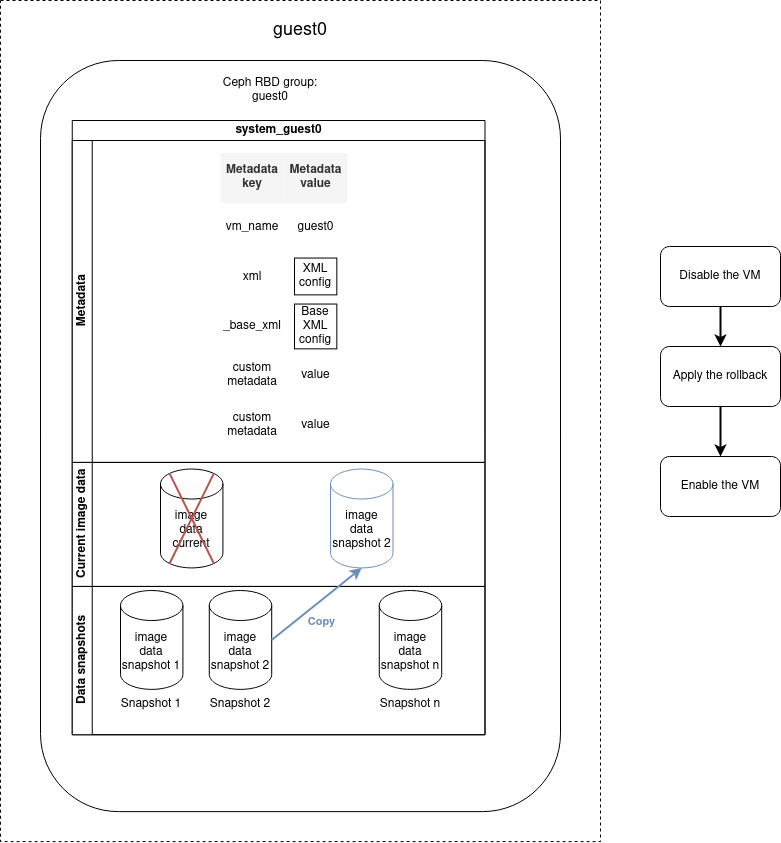 guest0
Ceph RBD group:
guest0
system_guest0
Metadata
Metadata
key
Metadata
value
vm_name
guest0
xml
XML
config
_base_xml
Base
XML
config
custom
metadata
value
custom
metadata
value
Current image data
image
data
current
image
data
snapshot 2
Data snapshots
image
data
snapshot 1
Snapshot 1
image
data
snapshot 2
Snapshot 2
Copy
image
data
snapshot n
Snapshot n
Disable the VM
Apply the rollback
Enable the VM